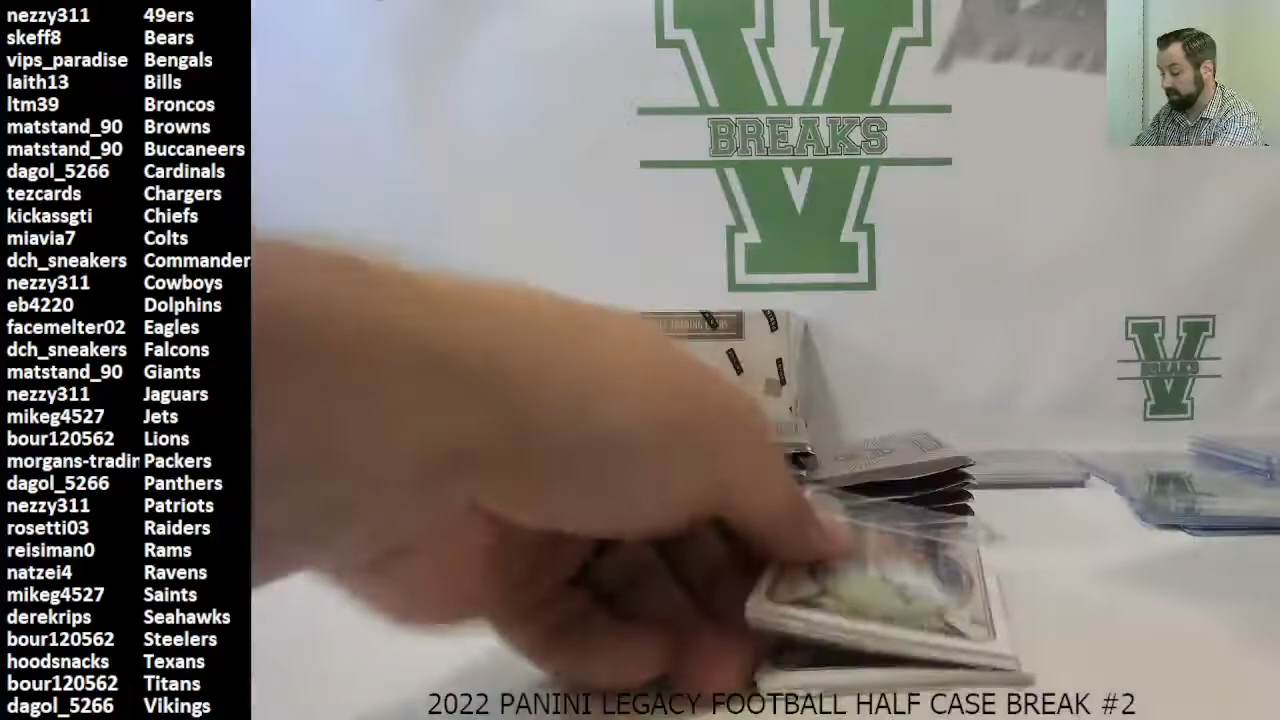 nezzy311 49ers
skeff8 Bears
vips_paradise Bengals
laith13 Bills
ltm39 Broncos
matstand_90 Browns
matstand_90 Buccaneers
dagol_5266 Cardinals
tezcards Chargers
kickassgti Chiefs
miavia7 Colts
dch_sneakers Commander
nezzy311 Cowboys
eb4220 Dolphins
facemelter02 Eagles
dch_sneakers Falcons
matstand_90 Giants
nezzy311 Jaguars
mikeg4527 Jets
bour120562 Lions
morgans-tradin Packers
dagol_5266 Panthers
nezzy311 Patriots
rosetti03 Raiders
reisiman0 Rams
natzei4 Ravens
mikeg4527 Saints
derekrips Seahawks
bour120562 Steelers
hoodsnacks Texans
bour120562 Titans
dagol_5266 Vikings
V
BREAKS
V
BREAKS
2022 PANINI LEGACY FOOTBALL HALF CASE BREAK #2